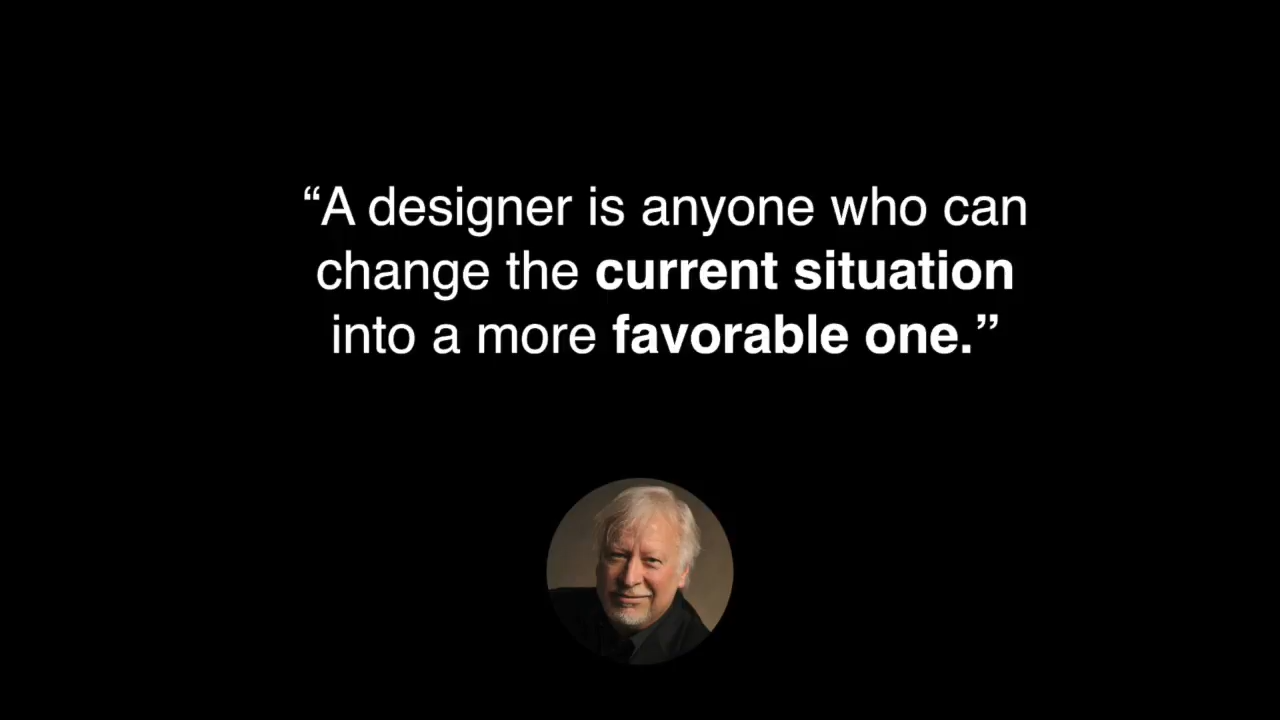 “A designer is anyone who can
change the current situation
into a more favorable one.”